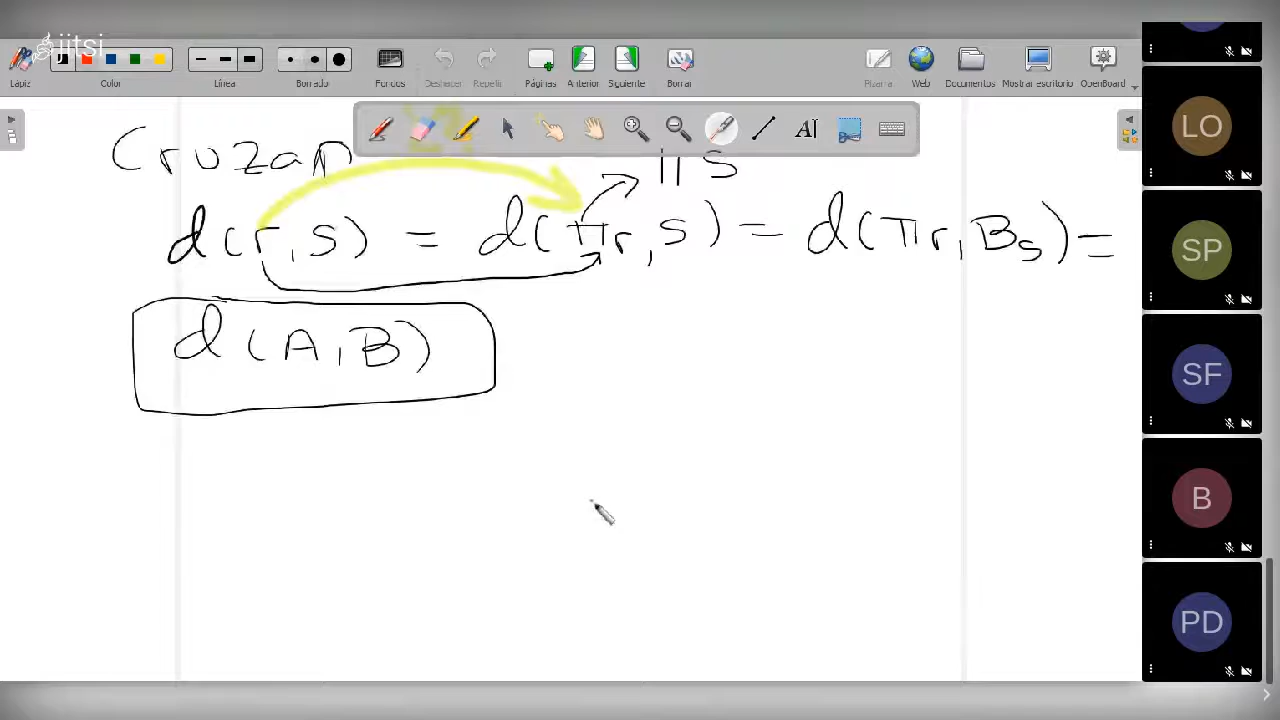 jitsi
Lápiz Color Línea Borrado Fondos Deshacer Repetir Páginas Anterior Siguiente Borrar Pizarra Web Documentos Mostrar escritorio OpenBoard
Cruzan
|| s
d(r,s) = d(πr,s) = d(πr,Bs) =
d(A,B)
LO
SP
SF
B
PD